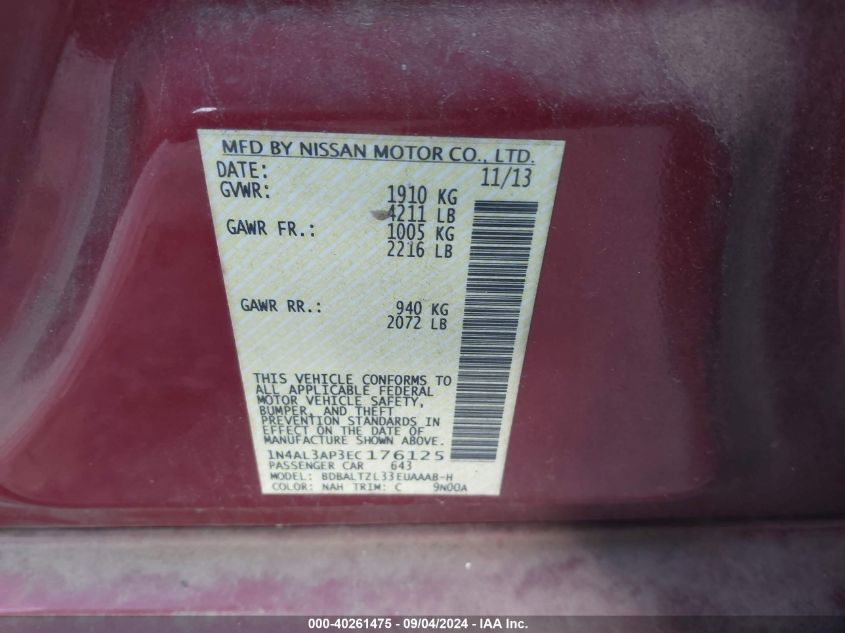 MFD BY NISSAN MOTOR CO., LTD.
DATE: 11/13
GVWR: 1910 KG
4211 LB
GAWR FR.: 1005 KG
2216 LB
GAWR RR.: 940 KG
2072 LB
THIS VEHICLE CONFORMS TO
ALL APPLICABLE FEDERAL
MOTOR VEHICLE SAFETY,
BUMPER, AND THEFT
PREVENTION STANDARDS IN
EFFECT ON THE DATE OF
MANUFACTURE SHOWN ABOVE.
1N4AL3AP3EC176125
PASSENGER CAR 643
MODEL: BDBALTZL33EUAAAB-H
COLOR: NAH TRIM: C 9N00A
000-40261475 - 09/04/2024 - IAA Inc.